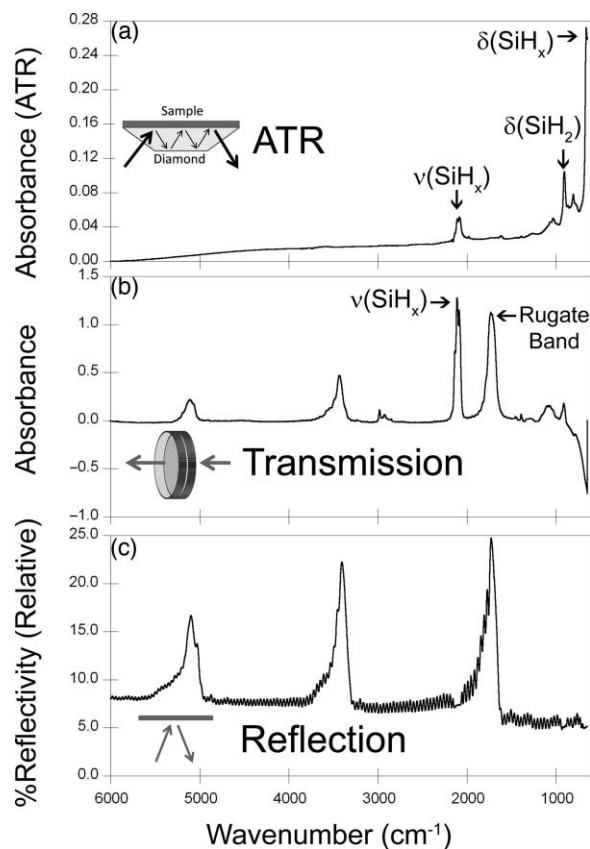 (a)
Absorbance (ATR)
0.28
0.24
0.20
0.16
0.12
0.08
0.04
0.00
Sample
Diamond
ATR
δ(SiHₓ)
δ(SiH₂)
ν(SiHₓ)
(b)
Absorbance
1.5
1.0
0.5
0.0
−0.5
−1.0
ν(SiHₓ)
Rugate
Band
Transmission
(c)
%Reflectivity (Relative)
25.0
20.0
15.0
10.0
5.0
0.0
Reflection
6000 5000 4000 3000 2000 1000
Wavenumber (cm⁻¹)